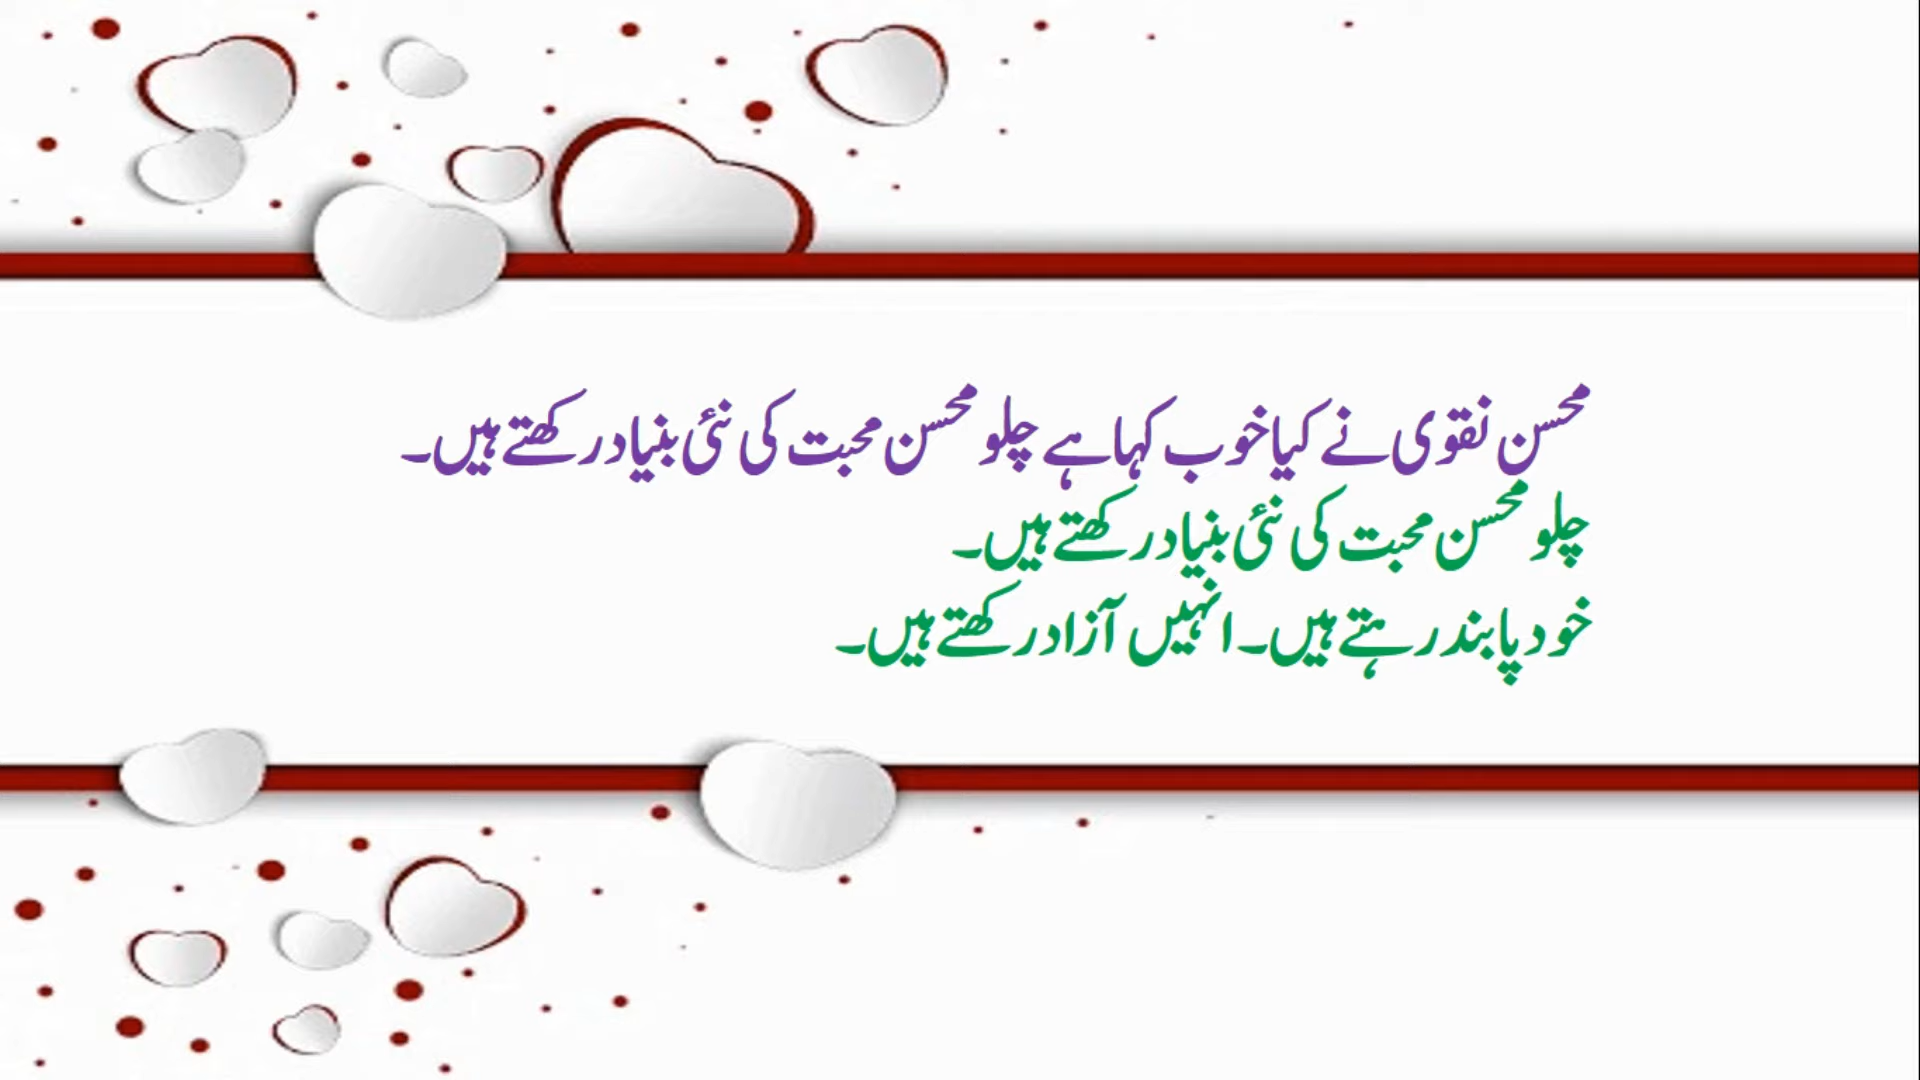 محسن نقوی نے کیا خوب کہا ہے چلو محسن محبت کی نئی بنیاد رکھتے ہیں۔
چلو محسن محبت کی نئی بنیاد رکھتے ہیں۔
خود پابند رہتے ہیں۔ انہیں آزاد رکھتے ہیں۔